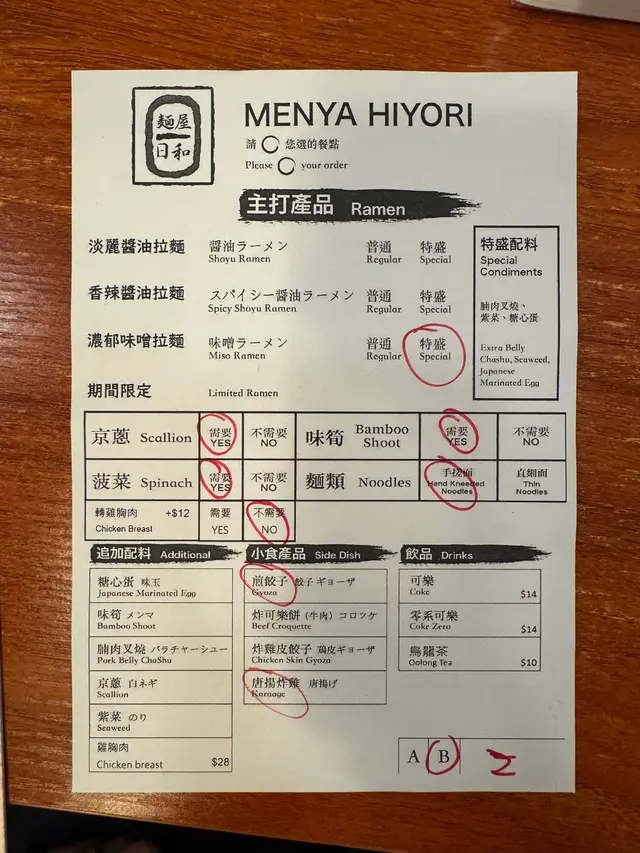 麵屋
日和
MENYA HIYORI
請 ○ 您選的餐點
Please ○ your order
主打產品 Ramen
淡麗醬油拉麵 醤油ラーメン 普通 特盛
Shoyu Ramen Regular Special
香辣醬油拉麵 スパイシー醤油ラーメン 普通 特盛
Spicy Shoyu Ramen Regular Special
濃郁味噌拉麵 味噌ラーメン 普通 特盛
Miso Ramen Regular Special
期間限定 Limited Ramen
特盛配料
Special
Condiments
腩肉叉燒、
紫菜、糖心蛋
Extra Belly
Chashu, Seaweed,
Japanese
Marinated Egg
京蔥 Scallion 需要 YES 不需要 NO 味筍 Bamboo Shoot 需要 YES 不需要 NO
菠菜 Spinach 需要 YES 不需要 NO 麵類 Noodles 手搓面 Hand Kneeded Noodles 直細面 Thin Noodles
轉雞胸肉 +$12 需要 不需要
Chicken Breast YES NO
追加配料 Additional
糖心蛋 味玉
Japanese Marinated Egg
味筍 メンマ
Bamboo Shoot
腩肉叉燒 バラチャーシュー
Pork Belly ChaShu
京蔥 白ネギ
Scallion
紫菜 のり
Seaweed
雞胸肉
Chicken breast $28
小食產品 Side Dish
煎餃子 餃子 ギョーザ
Gyoza
炸可樂餅 (牛肉) コロッケ
Beef Croquette
炸雞皮餃子 鶏皮ギョーザ
Chicken Skin Gyoza
唐揚炸雞 唐揚げ
Karaage
飲品 Drinks
可樂
Coke $14
零系可樂
Coke Zero $14
烏龍茶
Oolong Tea $10
A B